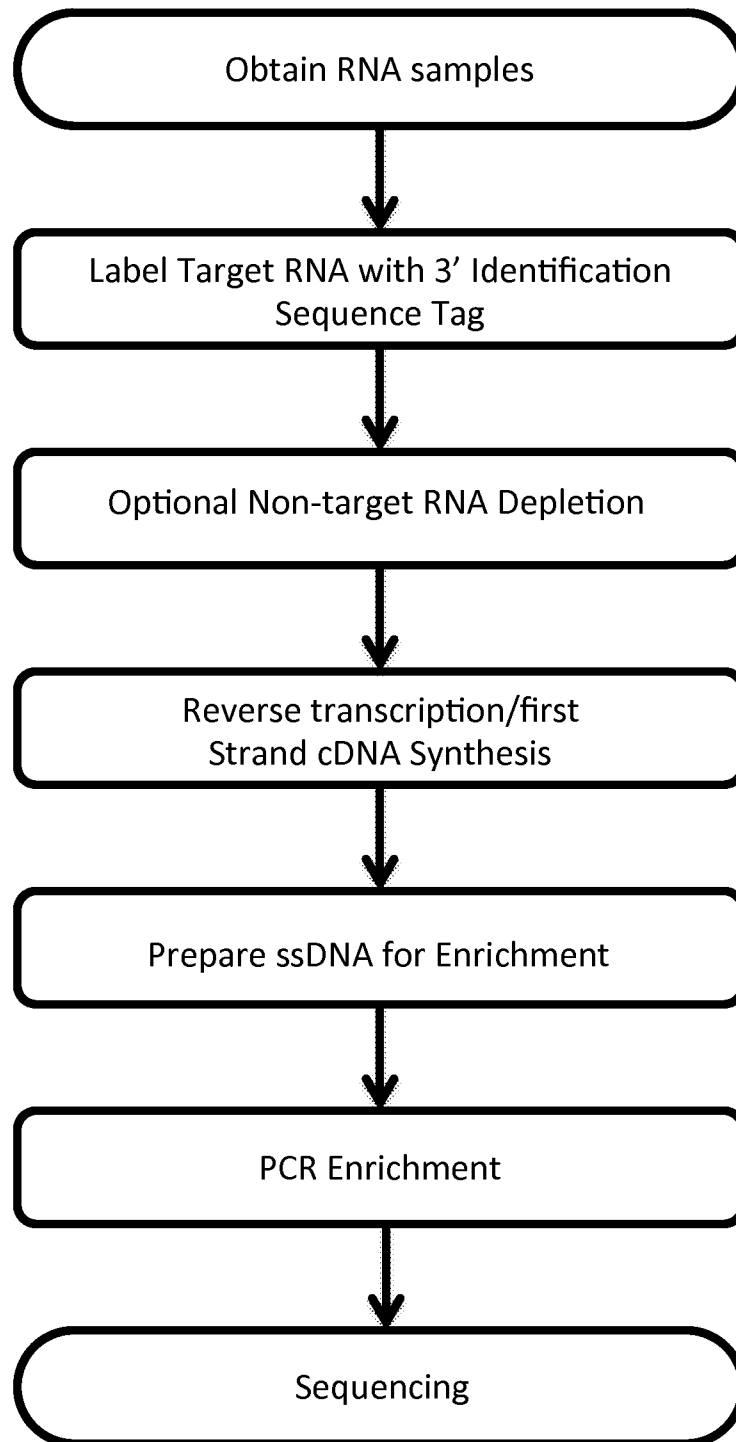 Obtain RNA samples
Label Target RNA with 3’ Identification
Sequence Tag
Optional Non-target RNA Depletion
Reverse transcription/first
Strand cDNA Synthesis
Prepare ssDNA for Enrichment
PCR Enrichment
Sequencing